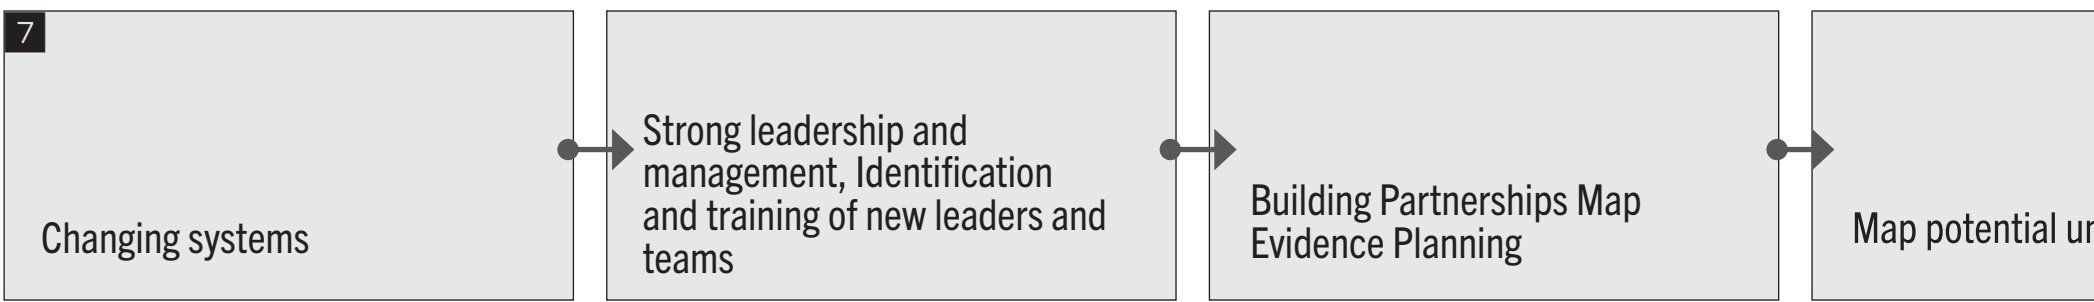 7
Changing systems
Strong leadership and
management, Identification
and training of new leaders and
teams
Building Partnerships Map
Evidence Planning
Map potential